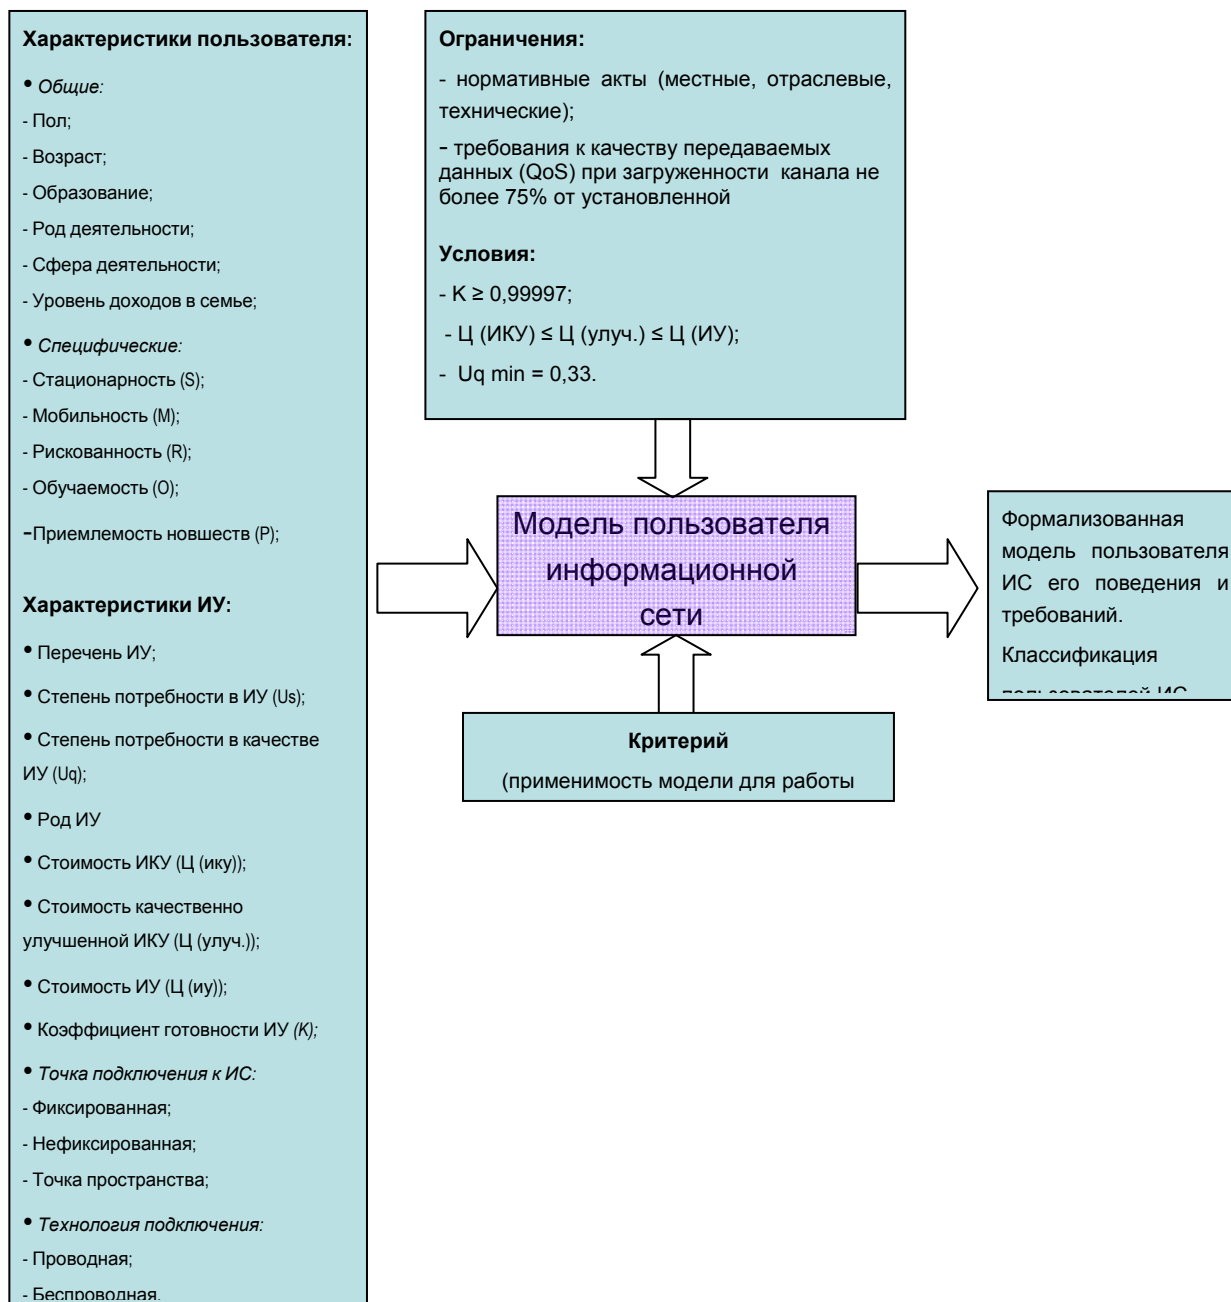 Характеристики пользователя:
• Общие:
- Пол;
- Возраст;
- Образование;
- Род деятельности;
- Сфера деятельности;
- Уровень доходов в семье;
• Специфические:
- Стационарность (S);
- Мобильность (M);
- Рискованность (R);
- Обучаемость (O);
-Приемлемость новшеств (P);
Характеристики ИУ:
• Перечень ИУ;
• Степень потребности в ИУ (Us);
• Степень потребности в качестве
ИУ (Uq);
• Род ИУ
• Стоимость ИКУ (Ц (ику));
• Стоимость качественно
улучшенной ИКУ (Ц (улуч.));
• Стоимость ИУ (Ц (иу));
• Коэффициент готовности ИУ (K);
• Точка подключения к ИС:
- Фиксированная;
- Нефиксированная;
- Точка пространства;
• Технология подключения:
- Проводная;
- Беспроводная.
Ограничения:
- нормативные акты (местные, отраслевые,
технические);
- требования к качеству передаваемых
данных (QoS) при загруженности канала не
более 75% от установленной
Условия:
- K ≥ 0,99997;
- Ц (ИКУ) ≤ Ц (улуч.) ≤ Ц (ИУ);
- Uq min = 0,33.
Модель пользователя
информационной
сети
Критерий
(применимость модели для работы
Формализованная
модель пользователя
ИС его поведения и
требований.
Классификация
пользователей ИС